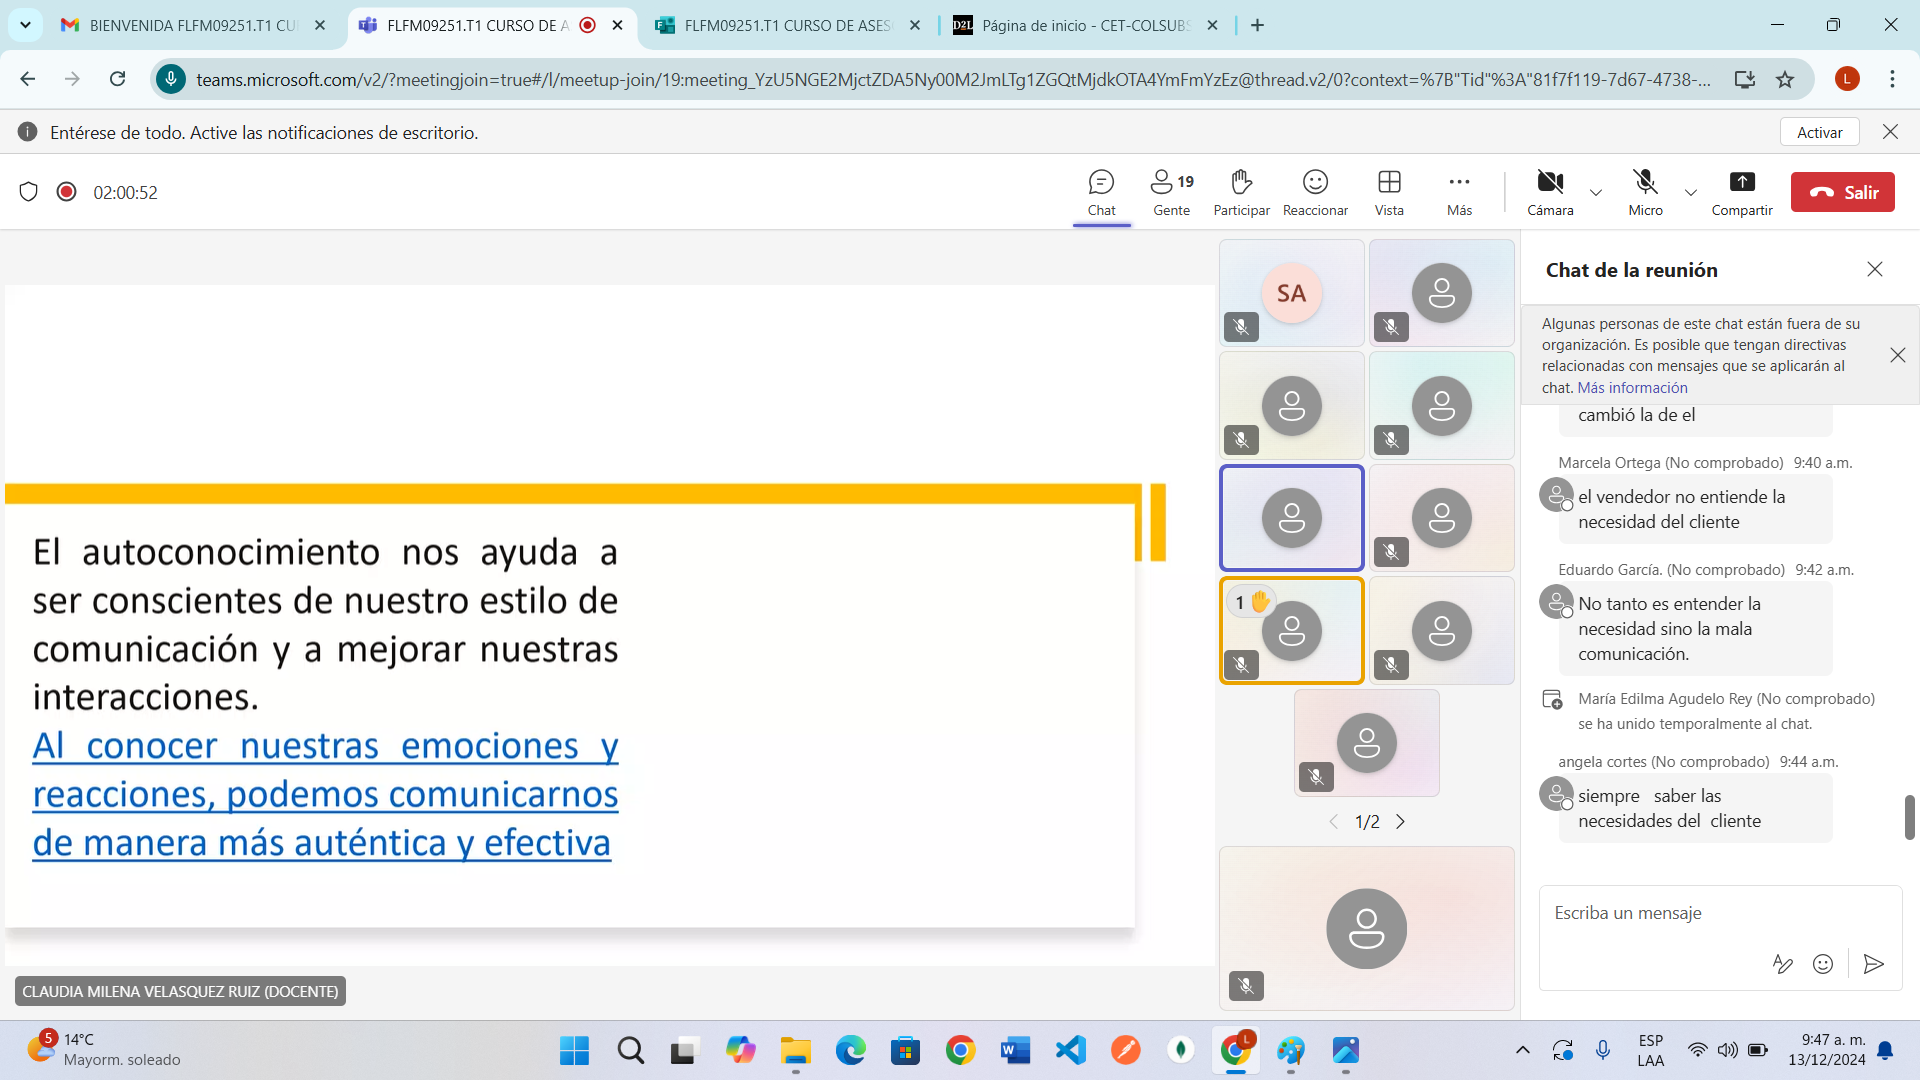 BIENVENIDA FLFM09251.T1 CU
FLFM09251.T1 CURSO DE A
FLFM09251.T1 CURSO DE ASES
D2L
Página de inicio - CET-COLSUBS
teams.microsoft.com/v2/?meetingjoin=true#/l/meetup-join/19:meeting_YzU5NGE2MjctZDA5Ny00M2JmLTg1ZGQtMjdkOTA4YmFmYzEz@thread.v2/0?context=%7B"Tid"%3A"81f7f119-7d67-4738-...
L
Entérese de todo. Active las notificaciones de escritorio.
Activar
02:00:52
Chat
19
Gente
Participar
Reaccionar
Vista
Más
Cámara
Micro
Compartir
Salir
El autoconocimiento nos ayuda a
ser conscientes de nuestro estilo de
comunicación y a mejorar nuestras
interacciones.
Al conocer nuestras emociones y
reacciones, podemos comunicarnos
de manera más auténtica y efectiva
CLAUDIA MILENA VELASQUEZ RUIZ (DOCENTE)
SA
1
1/2
Chat de la reunión
Algunas personas de este chat están fuera de su
organización. Es posible que tengan directivas
relacionadas con mensajes que se aplicarán al
chat. Más información
cambió la de el
Marcela Ortega (No comprobado) 9:40 a.m.
el vendedor no entiende la
necesidad del cliente
Eduardo García. (No comprobado) 9:42 a.m.
No tanto es entender la
necesidad sino la mala
comunicación.
María Edilma Agudelo Rey (No comprobado)
se ha unido temporalmente al chat.
angela cortes (No comprobado) 9:44 a.m.
siempre saber las
necesidades del cliente
Escriba un mensaje
5
14°C
Mayorm. soleado
L
ESP
LAA
9:47 a. m.
13/12/2024